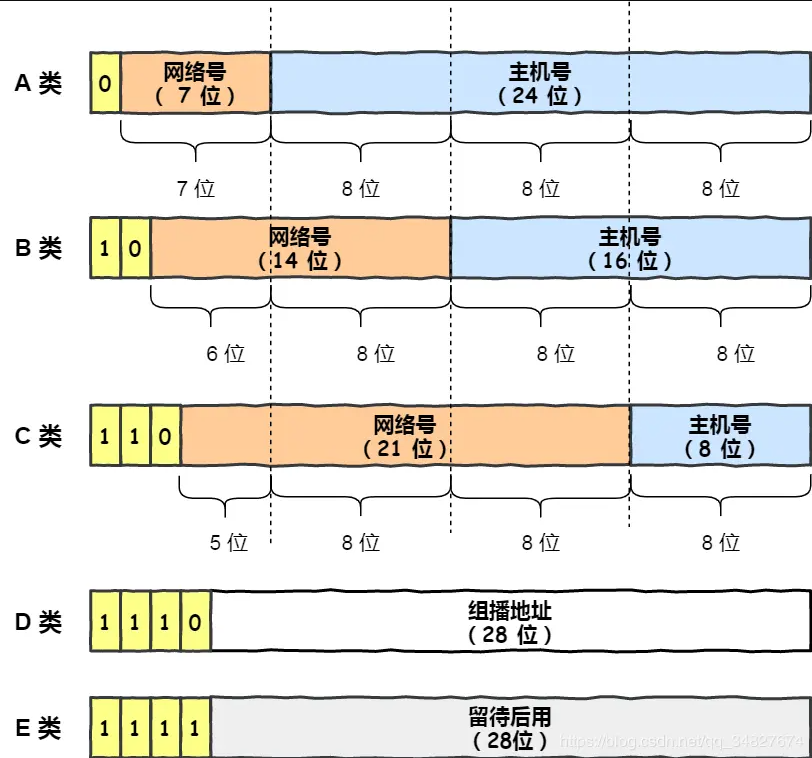 A 类
0
网络号
（ 7 位）
主机号
（24 位）
7 位
8 位
8 位
8 位
B 类
1 0
网络号
（14 位）
主机号
（16 位）
6 位
8 位
8 位
8 位
C 类
1 1 0
网络号
（21 位）
主机号
（8 位）
5 位
8 位
8 位
8 位
D 类
1 1 1 0
组播地址
（28 位）
E 类
1 1 1 1
留待后用
（28位）
https://blog.csdn.net/qq_34827674